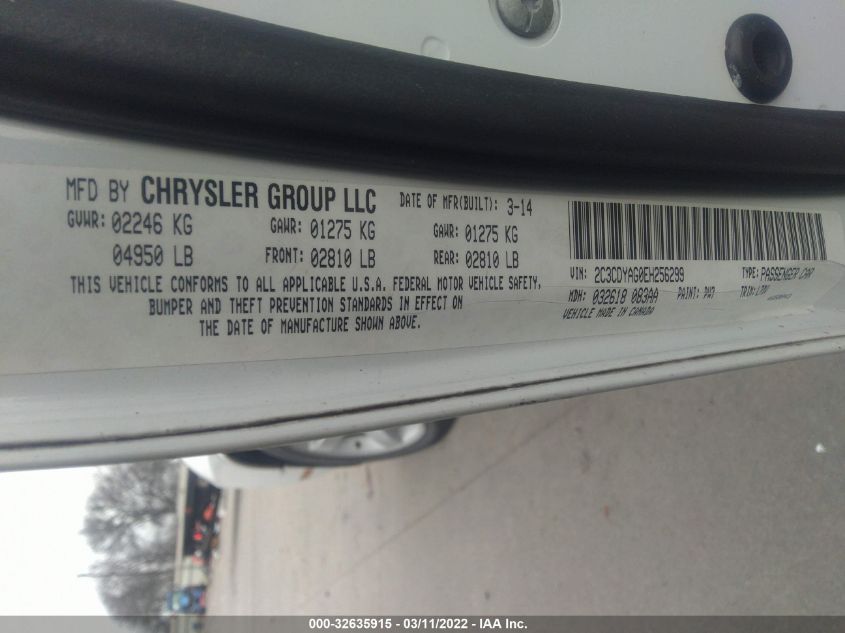 MFD BY CHRYSLER GROUP LLC DATE OF MFR(BUILT): 3-14
GVWR: 02246 KG GAWR: 01275 KG GAWR: 01275 KG
04950 LB FRONT: 02810 LB REAR: 02810 LB
THIS VEHICLE CONFORMS TO ALL APPLICABLE U.S.A. FEDERAL MOTOR VEHICLE SAFETY,
BUMPER AND THEFT PREVENTION STANDARDS IN EFFECT ON
THE DATE OF MANUFACTURE SHOWN ABOVE.
VIN: 2C3CDYAG0EH256299 TYPE: PASSENGER CAR
MDH: 032618 083AA PAINT: PW7 TRIM:
VEHICLE MADE IN CANADA
000-32635915 - 03/11/2022 - IAA Inc.